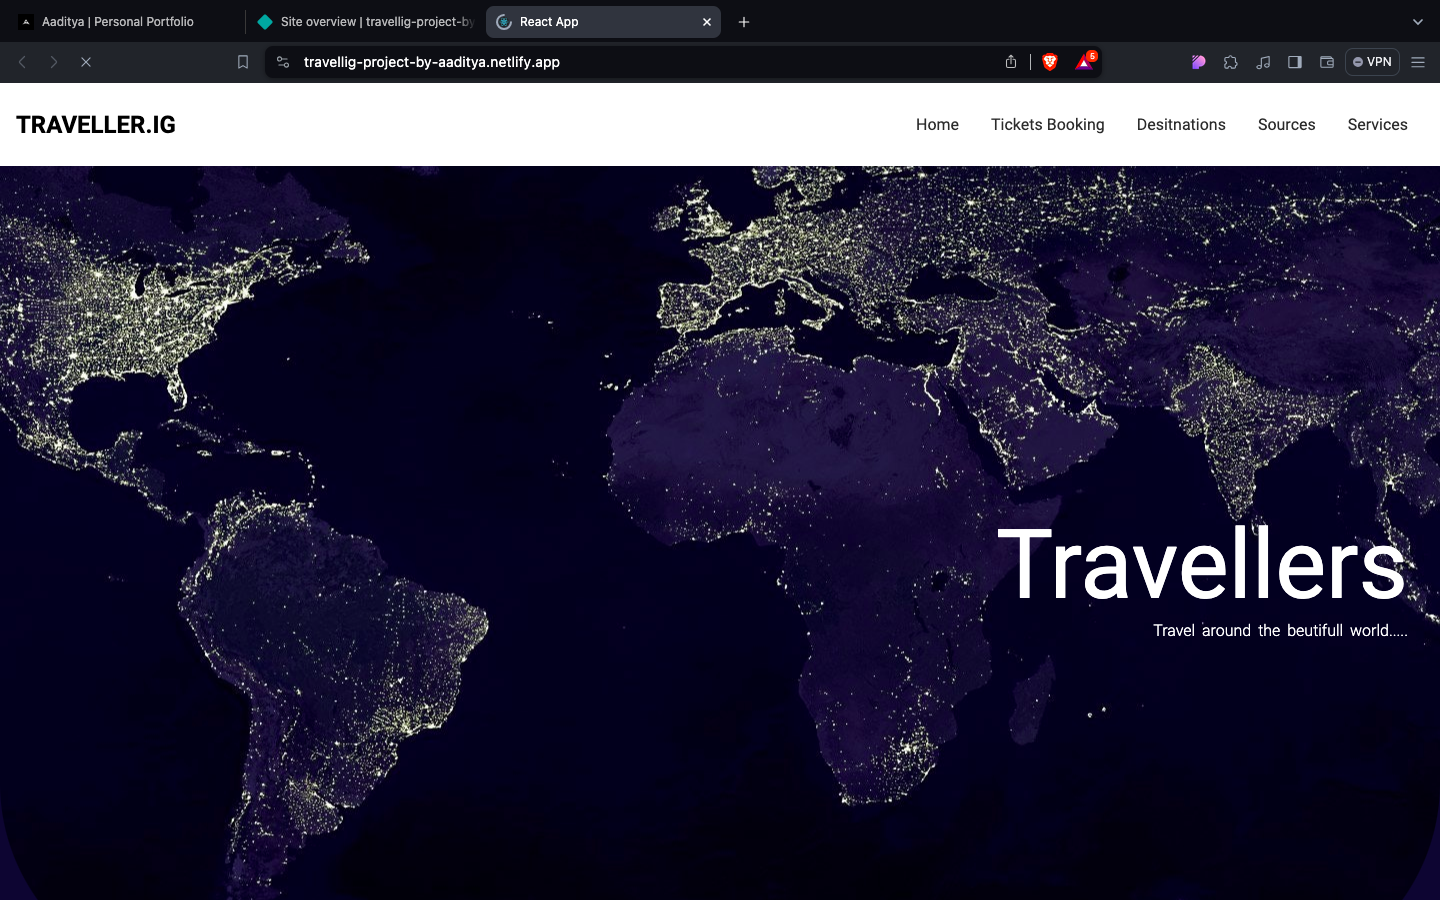 Aaditya | Personal Portfolio
Site overview | travellig-project-by
React App
travellig-project-by-aaditya.netlify.app
5
VPN
TRAVELLER.IG
Home
Tickets Booking
Desitnations
Sources
Services
Travellers
Travel around the beutifull world.....